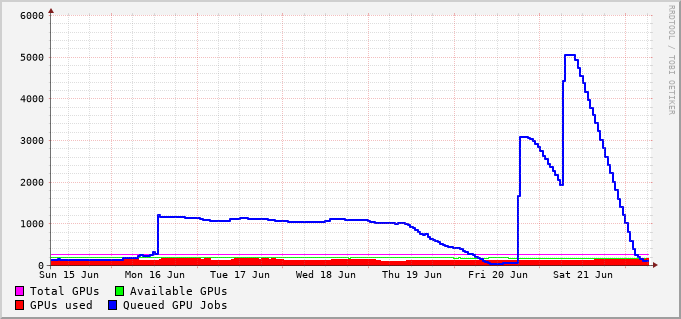 6000
5000
4000
3000
2000
1000
0
Sun 15 Jun Mon 16 Jun Tue 17 Jun Wed 18 Jun Thu 19 Jun Fri 20 Jun Sat 21 Jun
Total GPUs Available GPUs
GPUs used Queued GPU Jobs
RRDTOOL / TOBI OETIKER